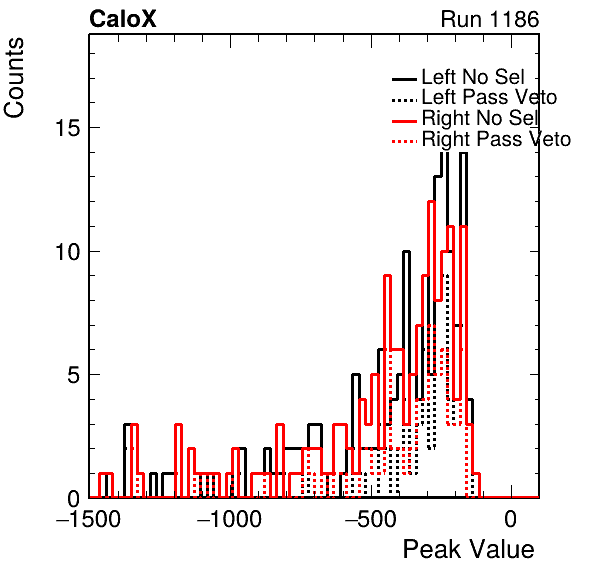 CaloX Run 1186
Counts
Left No Sel
Left Pass Veto
Right No Sel
Right Pass Veto
15
10
5
0
−1500 −1000 −500 0
Peak Value